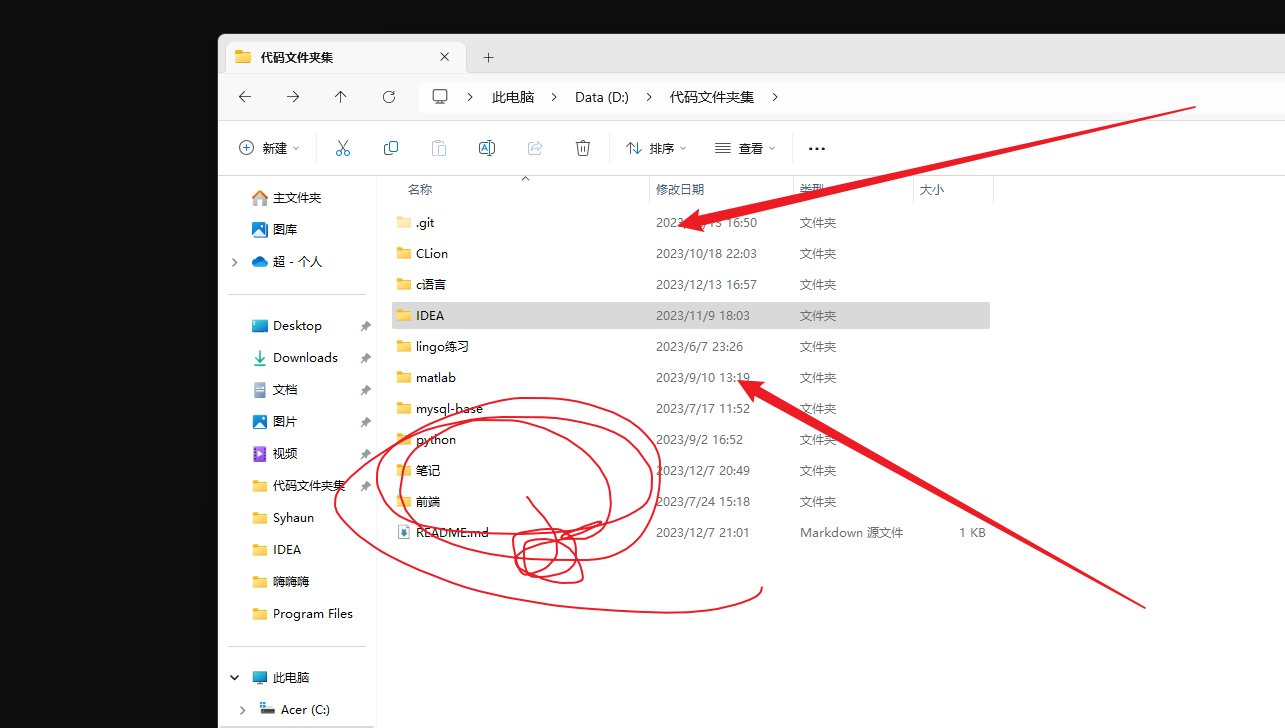 代码文件夹集
此电脑 Data (D:) 代码文件夹集
新建 排序 查看
名称 修改日期 类型 大小
主文件夹
图库
超 - 个人
Desktop
Downloads
文档
图片
视频
代码文件夹集
Syhaun
IDEA
嗨嗨嗨
Program Files
此电脑
Acer (C:)
.git 16:50 文件夹
CLion 2023/10/18 22:03 文件夹
c语言 2023/12/13 16:57 文件夹
IDEA 2023/11/9 18:03 文件夹
lingo练习 2023/6/7 23:26 文件夹
matlab 2023/9/10 13:19 文件夹
mysql-base 2023/7/17 11:52 文件夹
python 2023/9/2 16:52 文件夹
笔记 2023/12/7 20:49 文件夹
前端 2023/7/24 15:18 文件夹
README.md 2023/12/7 21:01 Markdown 源文件 1 KB